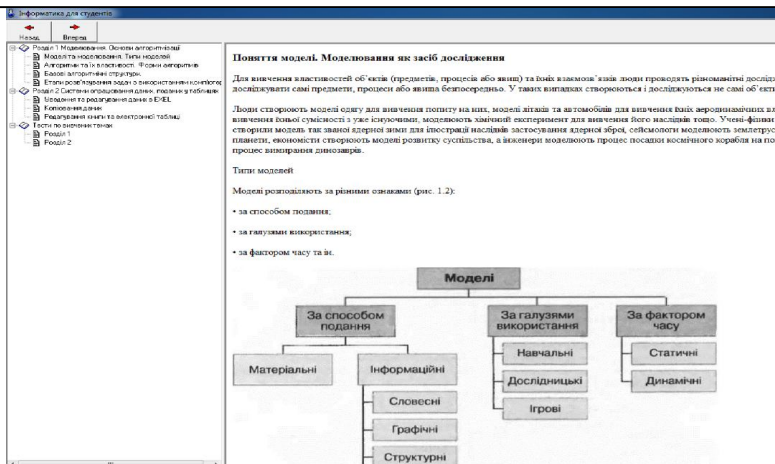 Інформатика для студентів
Назад Вперед
Розділ 1 Моделювання. Основи алгоритмізації
Моделі та моделювання. Типи моделей
Алгоритми та їх властивості. Форми алгоритмів
Базові алгоритмічні структури.
Етапи розв'язування задач з використанням комп'ютер
Розділ 2 Системи опрацювання даних, поданих у таблицях
Введення та редагування даних в EXEL
Копіювання даних
Редагування книги та електронної таблиці
Тести по вивченим темам
Розділ 1
Розділ 2
Поняття моделі. Моделювання як засіб дослідження
Для вивчення властивостей об'єктів (предметів, процесів або явищ) та їхніх взаємозв'язків люди проводять різноманітні дослід
досліджувати самі предмети, процеси або явища безпосередньо. У таких випадках створюються і досліджуються не самі об'єкти
Люди створюють моделі одягу для вивчення попиту на них, моделі літаків та автомобілів для вивчення їхніх аеродинамічних вл
вивчення їхньої сумісності з уже існуючими, моделюють хімічний експеримент для вивчення його наслідків тощо. Учені-фізики
створили модель так званої ядерної зими для ілюстрації наслідків застосування ядерної зброї, сейсмологи моделюють землетрус
планети, економісти створюють моделі розвитку суспільства, а інженери моделюють процес посадки космічного корабля на по
процес вимирання динозаврів.
Типи моделей
Моделі розподіляють за різними ознаками (рис. 1.2):
• за способом подання;
• за галузями використання;
• за фактором часу та ін.
Моделі
За способом подання
За галузями використання
За фактором часу
Матеріальні
Інформаційні
Словесні
Графічні
Структурні
Навчальні
Дослідницькі
Ігрові
Статичні
Динамічні